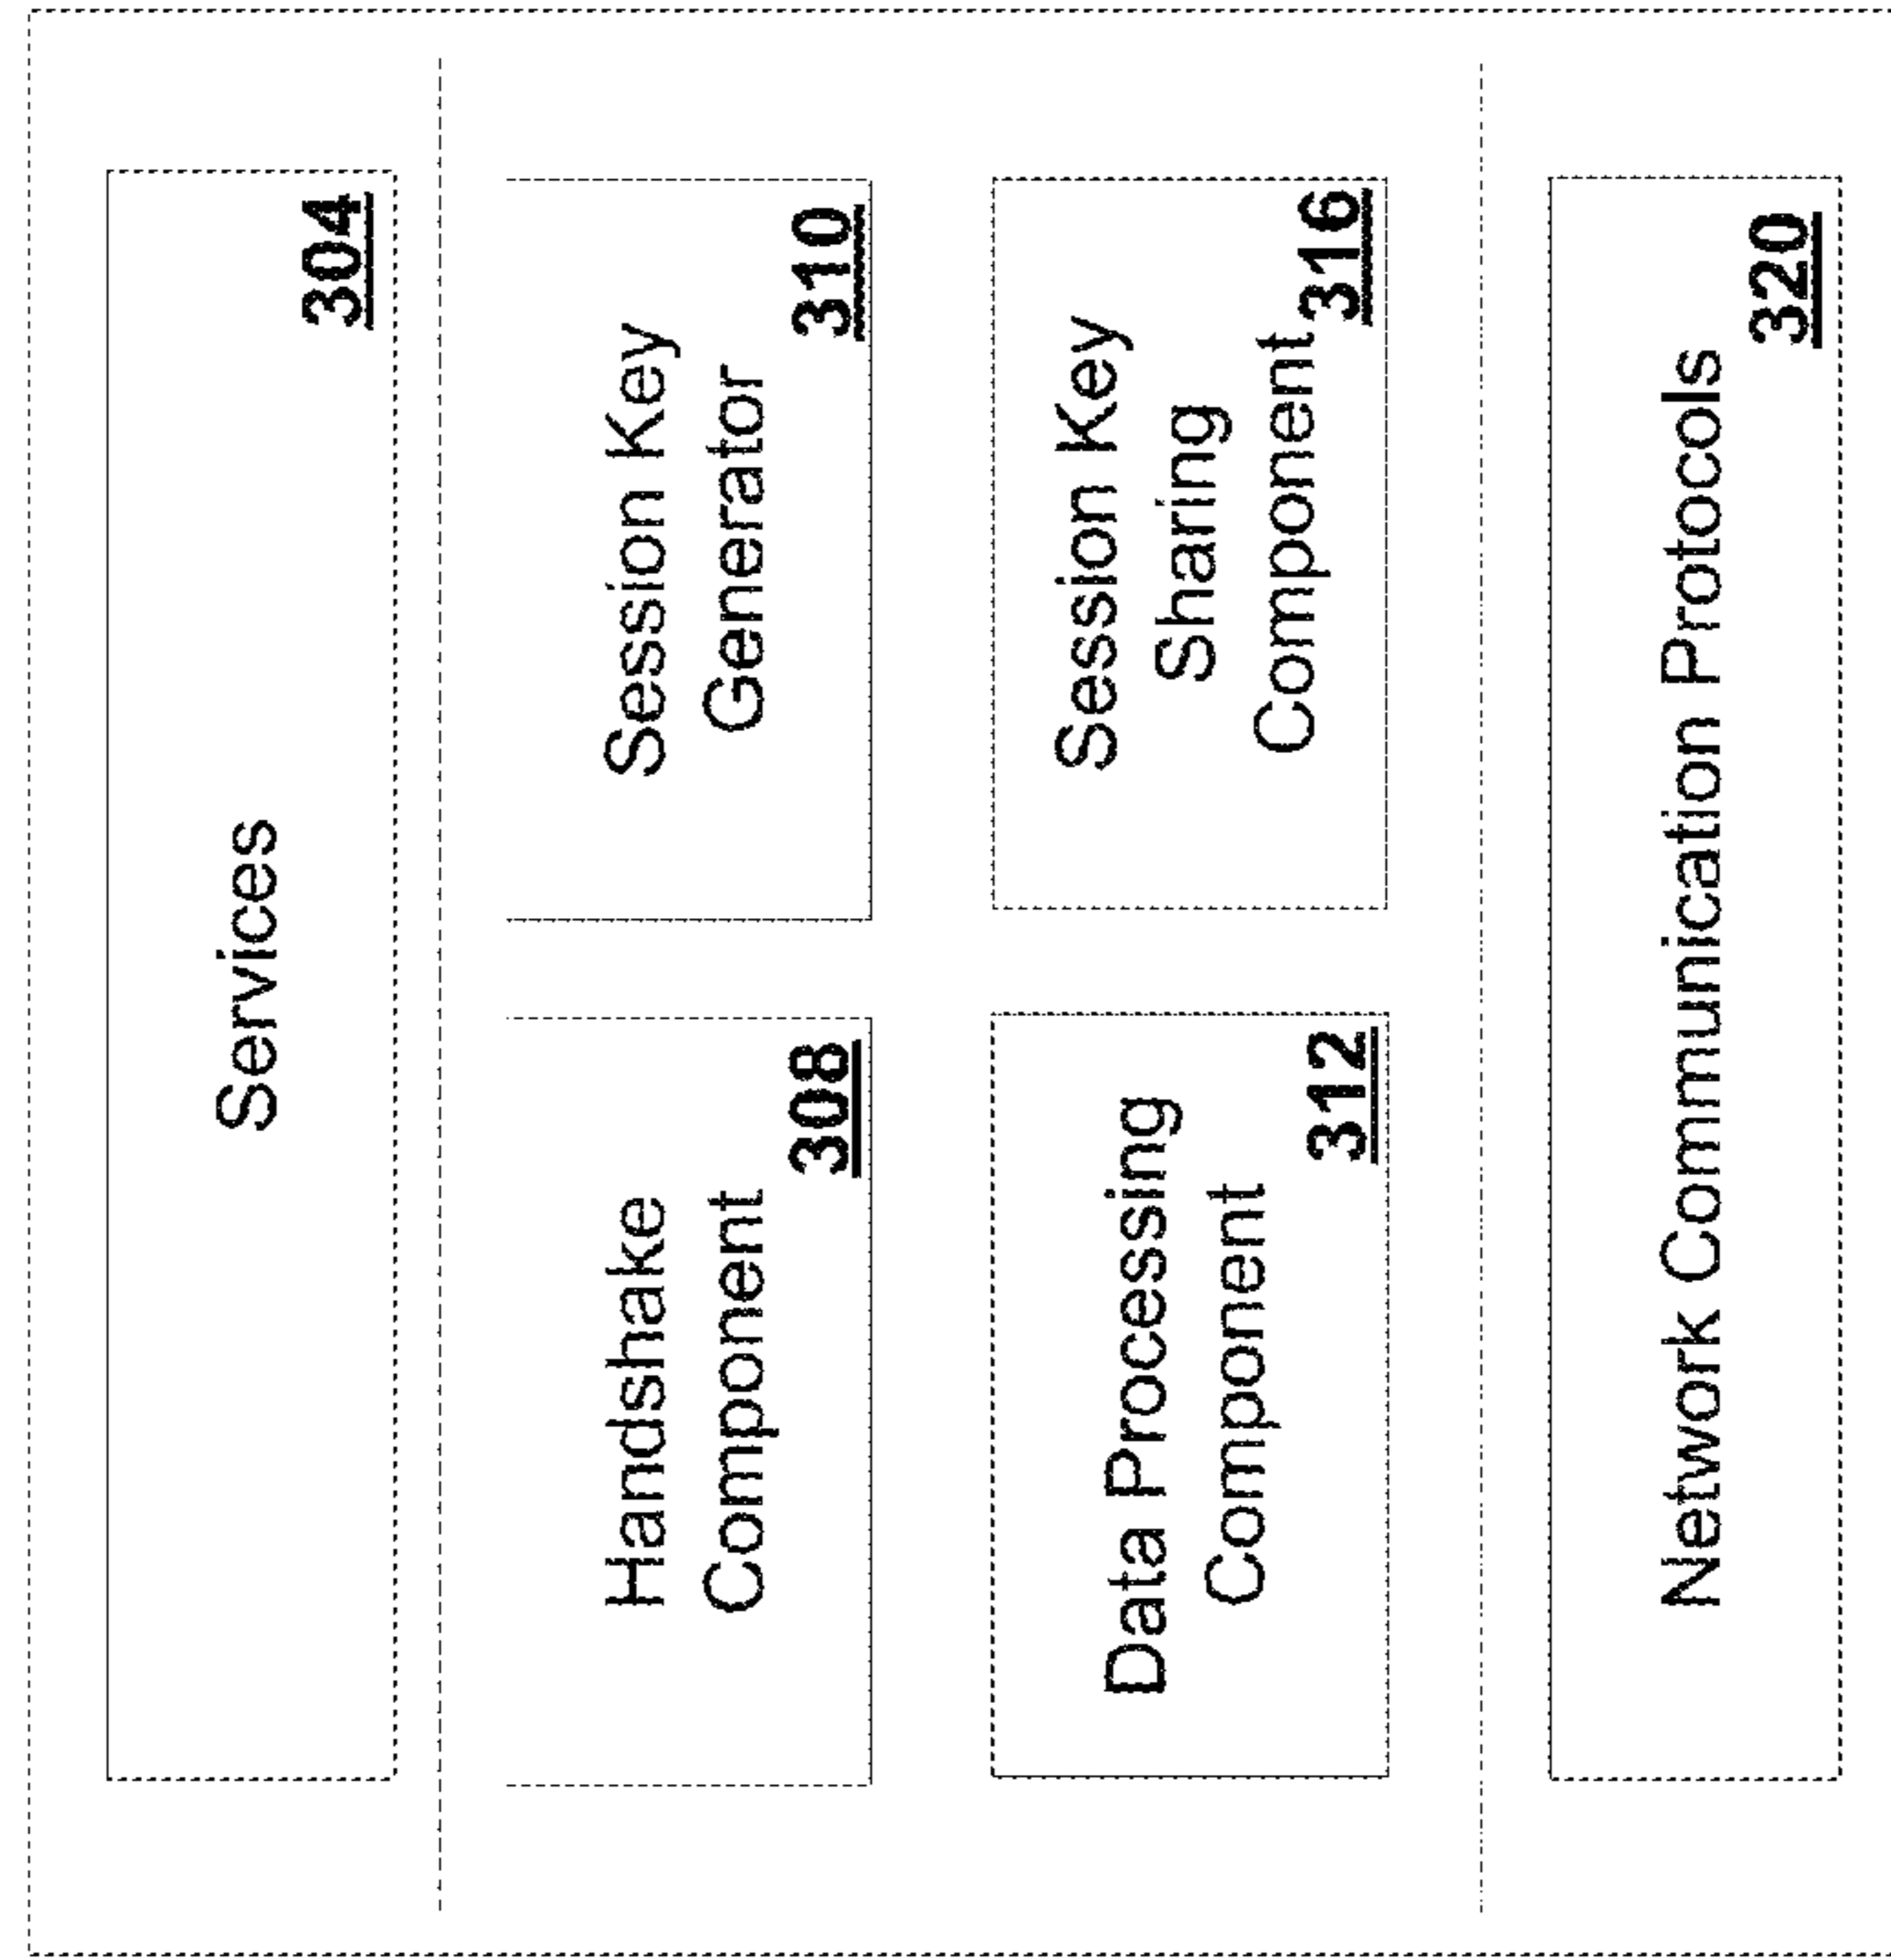 Services
304
Handshake
Component
308
Session Key
Generator
310
Data Processing
Component
312
Session Key
Sharing
Component
316
Network Communication Protocols
320